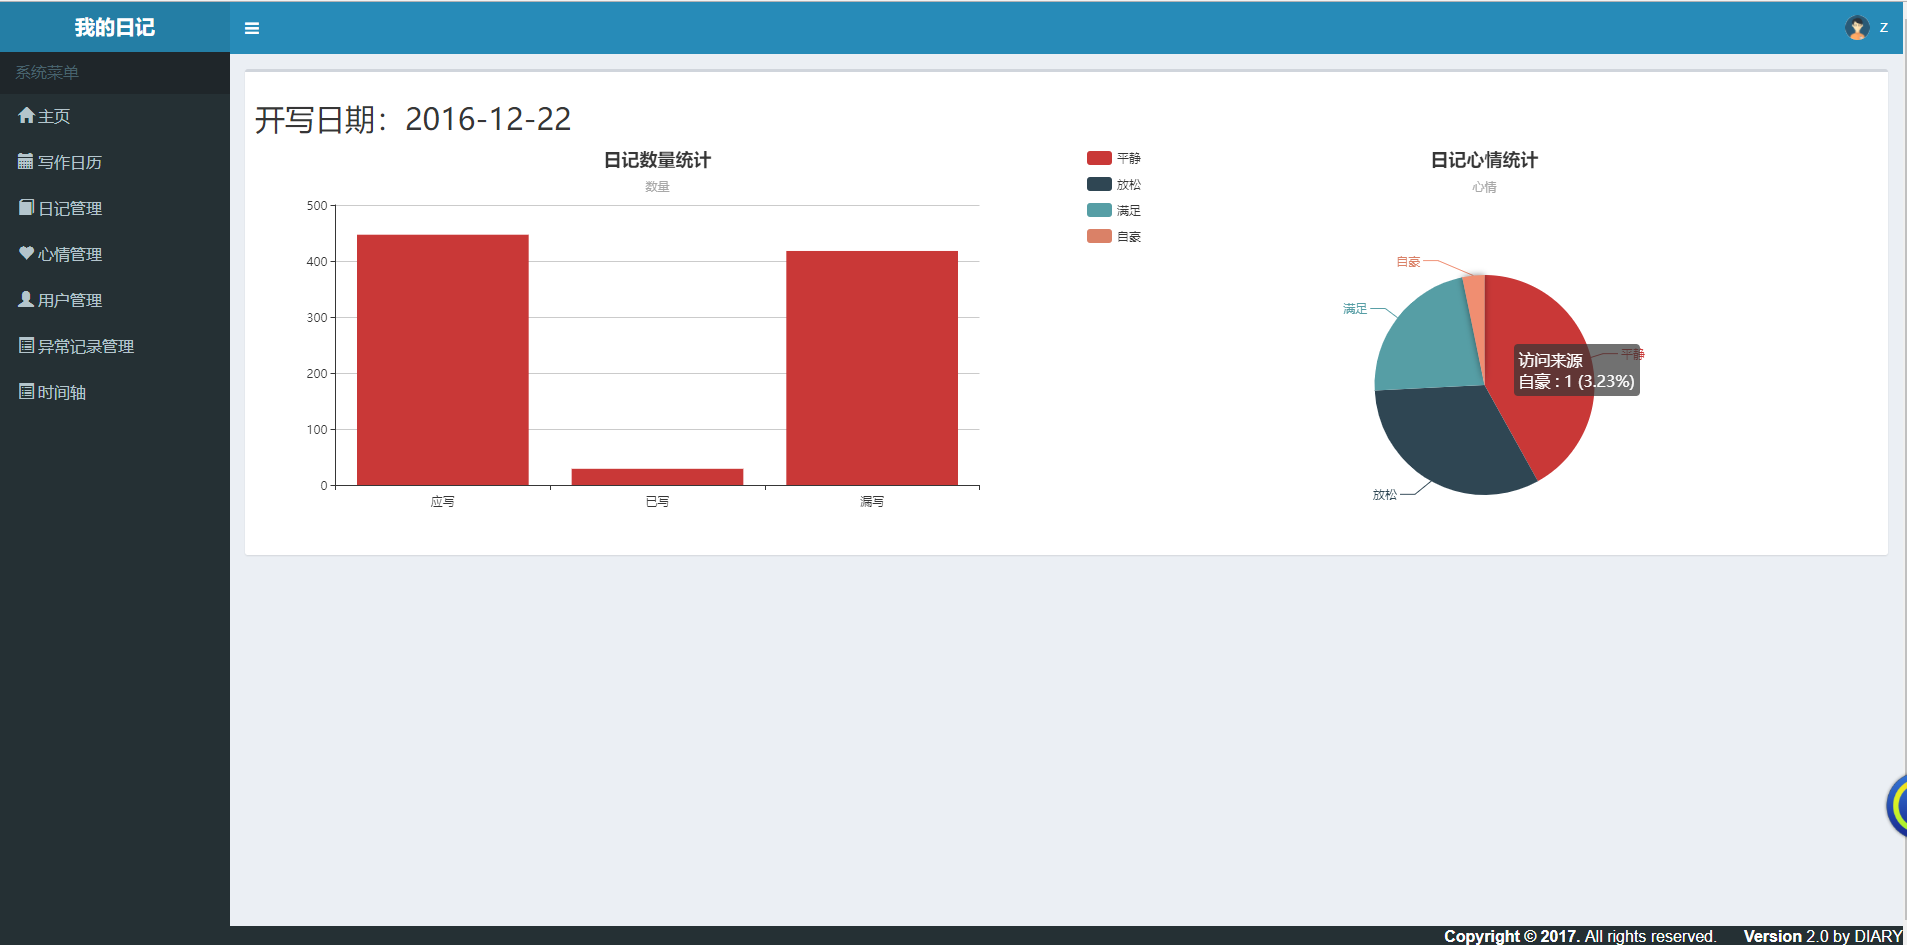 我的日记
Z
系统菜单
主页
写作日历
日记管理
心情管理
用户管理
异常记录管理
时间轴
开写日期：2016-12-22
日记数量统计
数量
500
400
300
200
100
0
应写
已写
漏写
平静
放松
满足
自豪
日记心情统计
心情
自豪
满足
平静
访问来源
自豪 : 1 (3.23%)
放松
Copyright © 2017. All rights reserved. Version 2.0 by DIARY